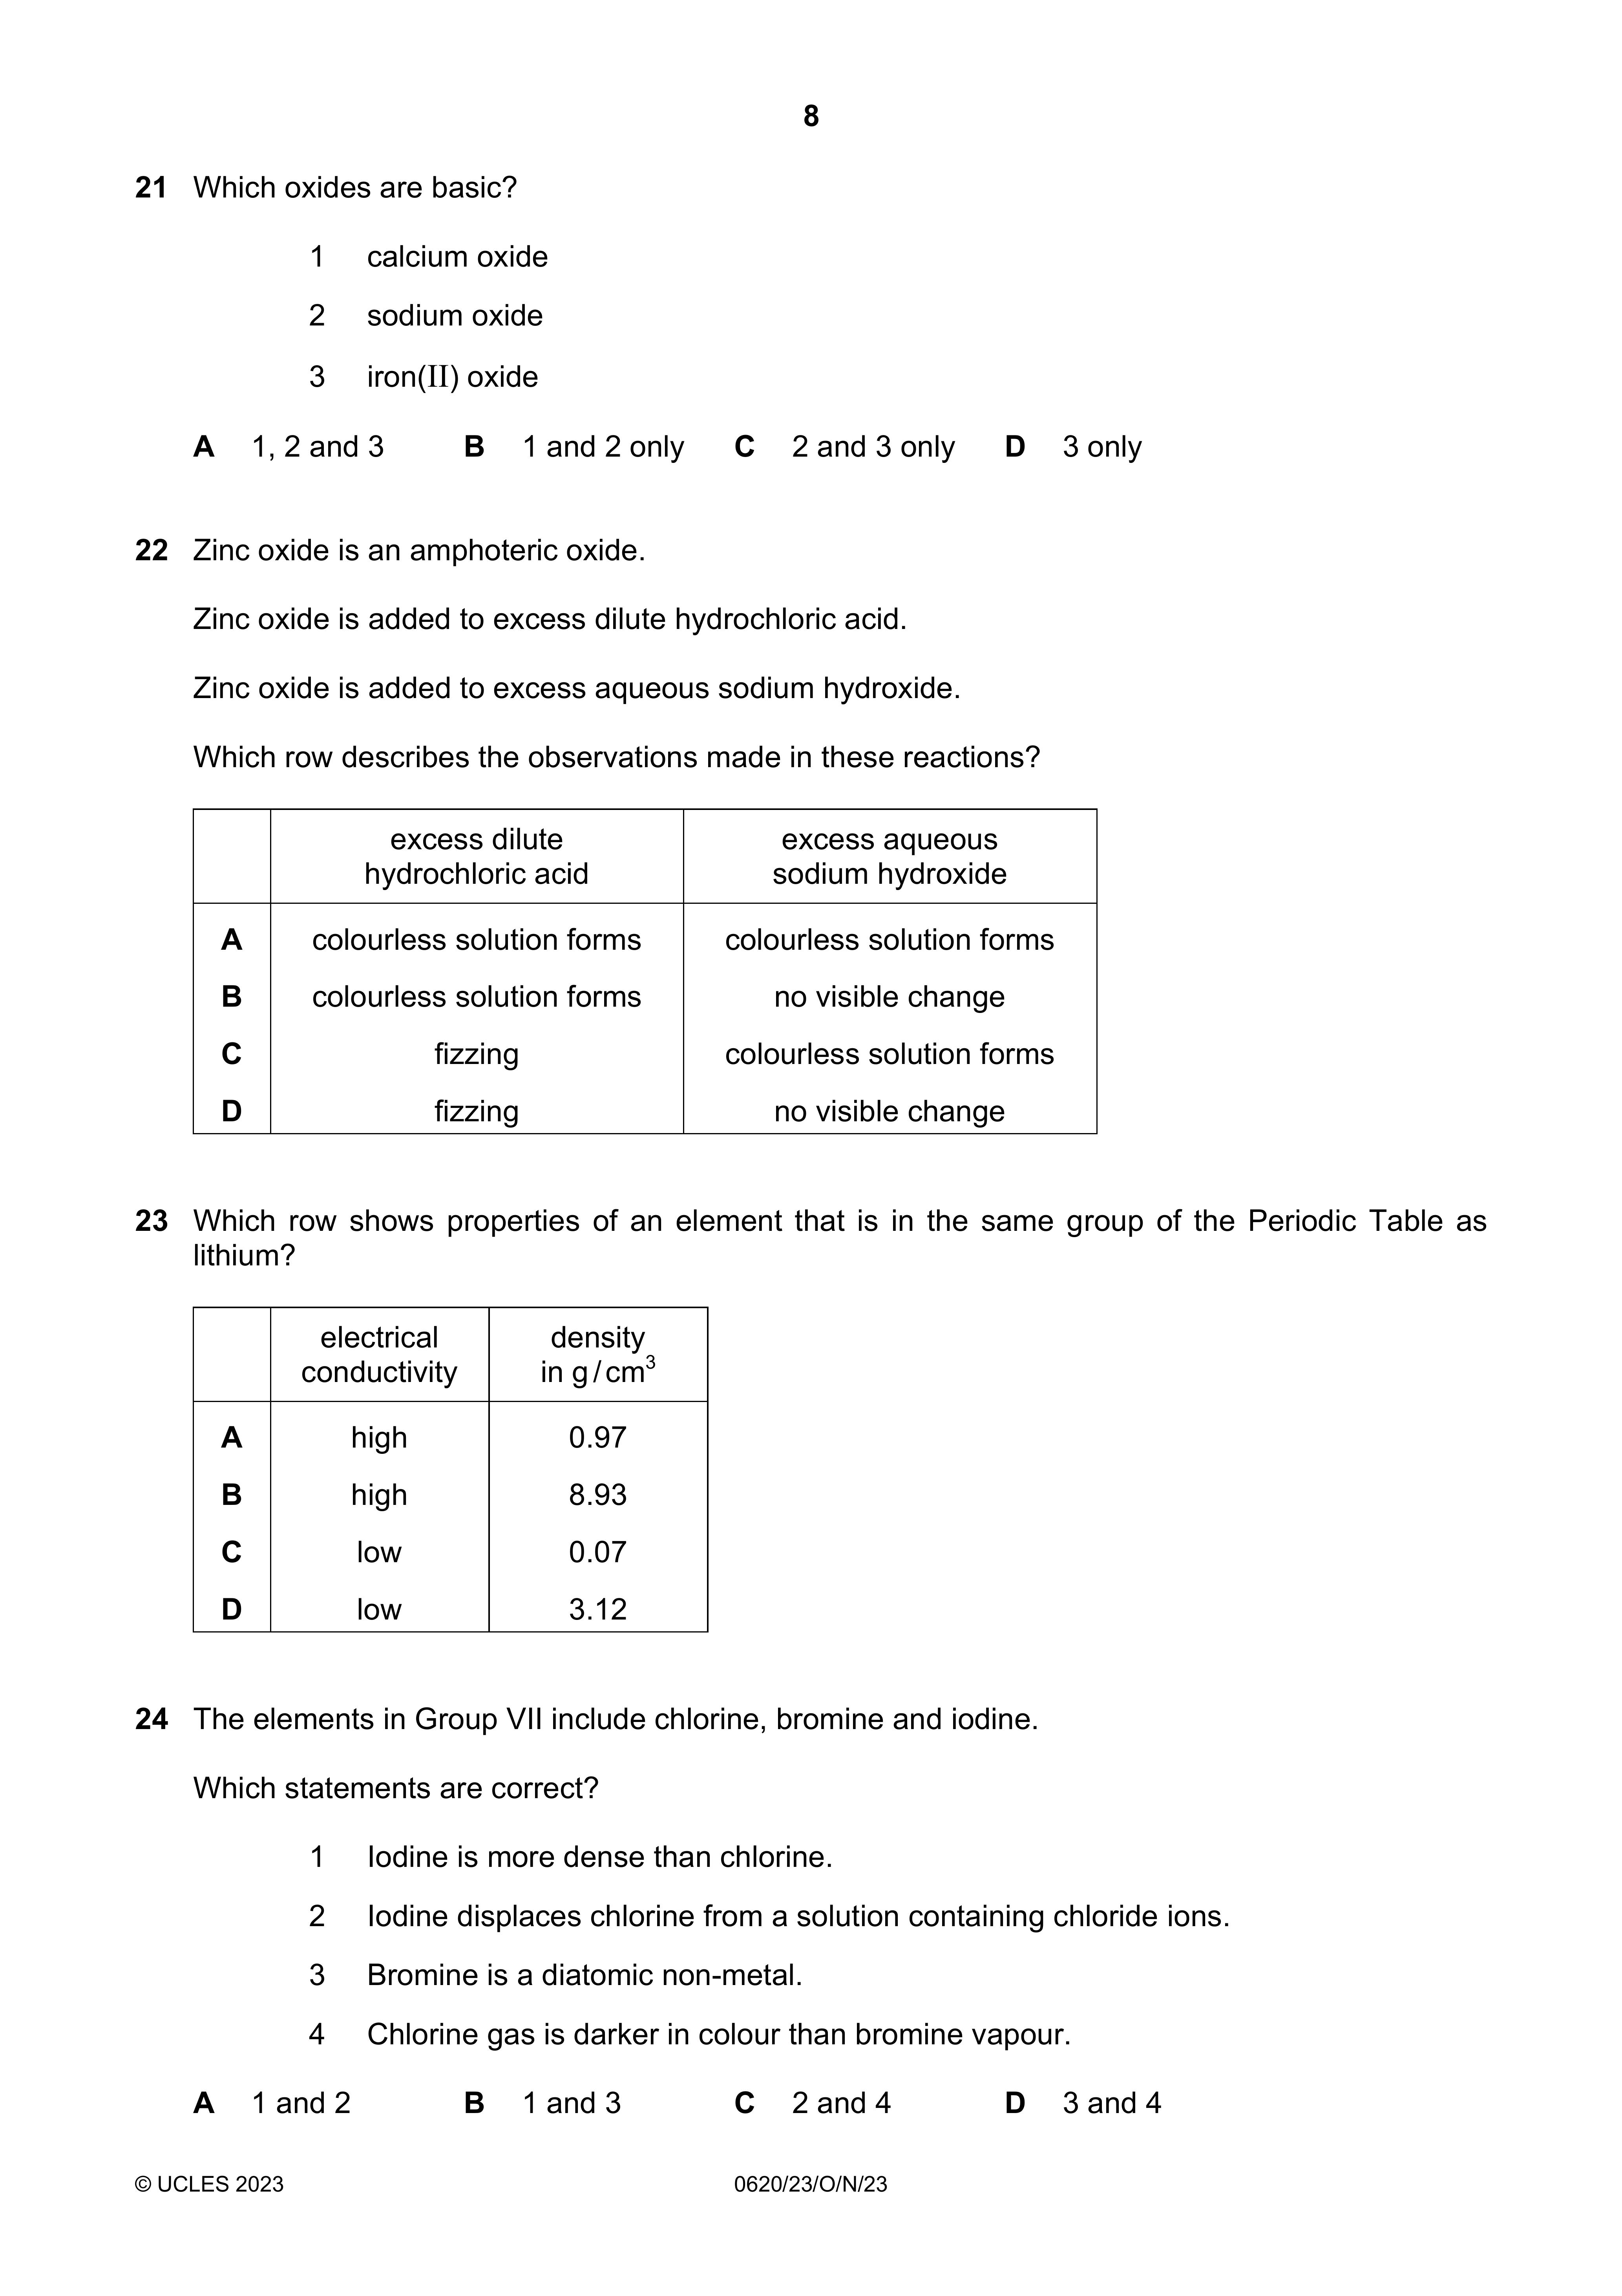 8
21 Which oxides are basic?
1 calcium oxide
2 sodium oxide
3 iron(II) oxide
A 1, 2 and 3 B 1 and 2 only C 2 and 3 only D 3 only
22 Zinc oxide is an amphoteric oxide.
Zinc oxide is added to excess dilute hydrochloric acid.
Zinc oxide is added to excess aqueous sodium hydroxide.
Which row describes the observations made in these reactions?
excess dilute hydrochloric acid excess aqueous sodium hydroxide
A colourless solution forms colourless solution forms
B colourless solution forms no visible change
C fizzing colourless solution forms
D fizzing no visible change
23 Which row shows properties of an element that is in the same group of the Periodic Table as
lithium?
electrical conductivity density in g/cm³
A high 0.97
B high 8.93
C low 0.07
D low 3.12
24 The elements in Group VII include chlorine, bromine and iodine.
Which statements are correct?
1 Iodine is more dense than chlorine.
2 Iodine displaces chlorine from a solution containing chloride ions.
3 Bromine is a diatomic non-metal.
4 Chlorine gas is darker in colour than bromine vapour.
A 1 and 2 B 1 and 3 C 2 and 4 D 3 and 4
© UCLES 2023 0620/23/O/N/23